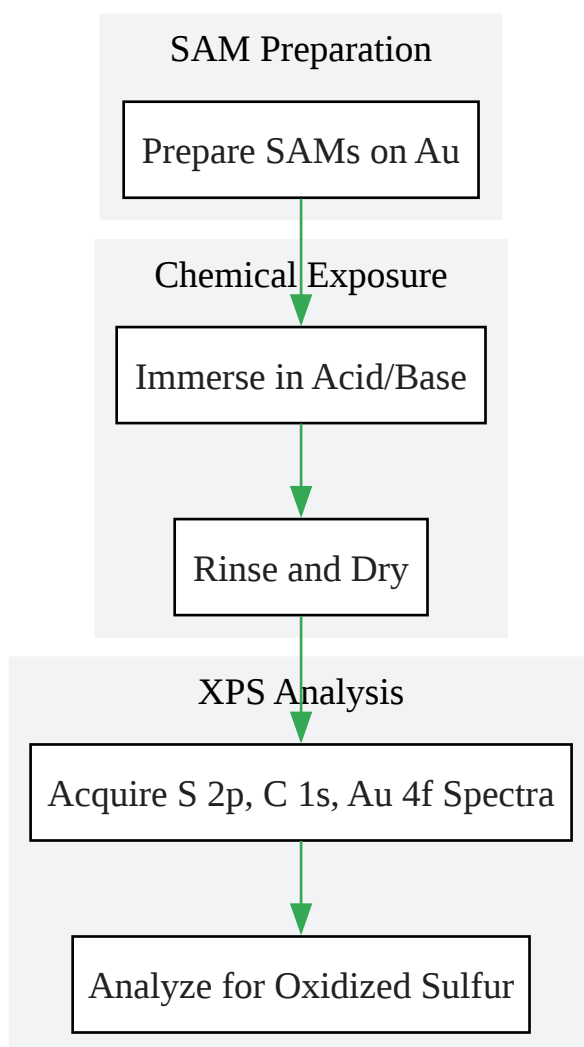 SAM Preparation
Prepare SAMs on Au
Chemical Exposure
Immerse in Acid/Base
Rinse and Dry
XPS Analysis
Acquire S 2p, C 1s, Au 4f Spectra
Analyze for Oxidized Sulfur